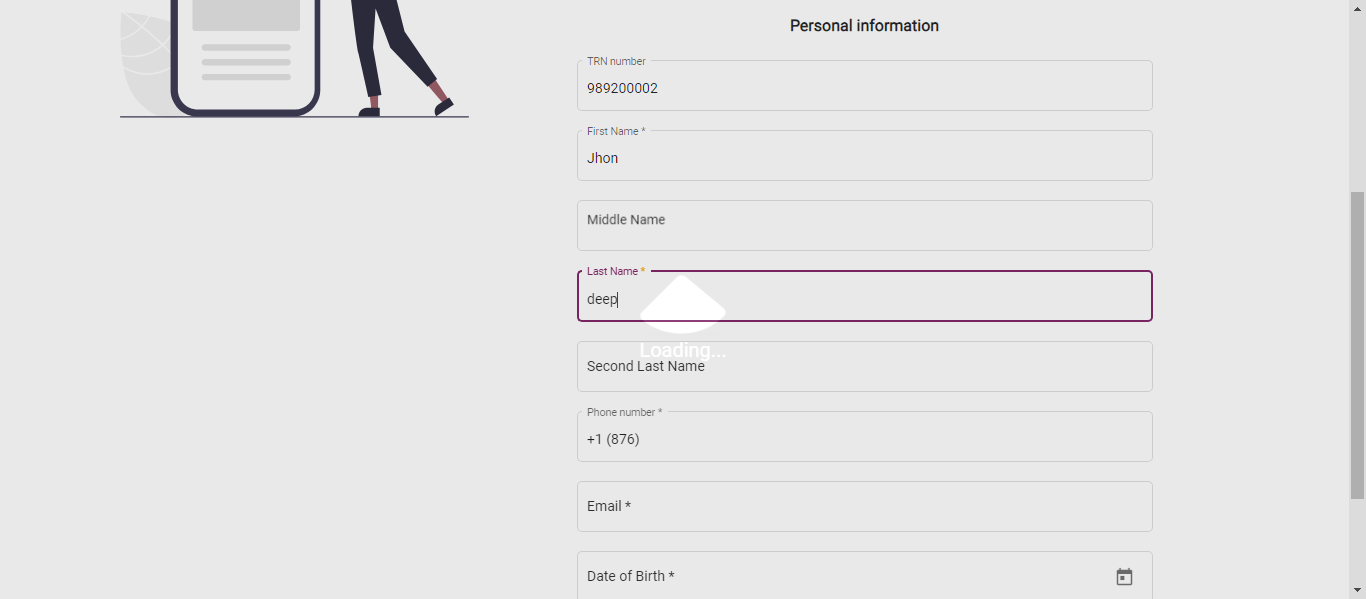 Personal information
TRN number
989200002
First Name *
Jhon
Middle Name
Last Name *
deep
Loading...
Second Last Name
Phone number *
+1 (876)
Email *
Date of Birth *